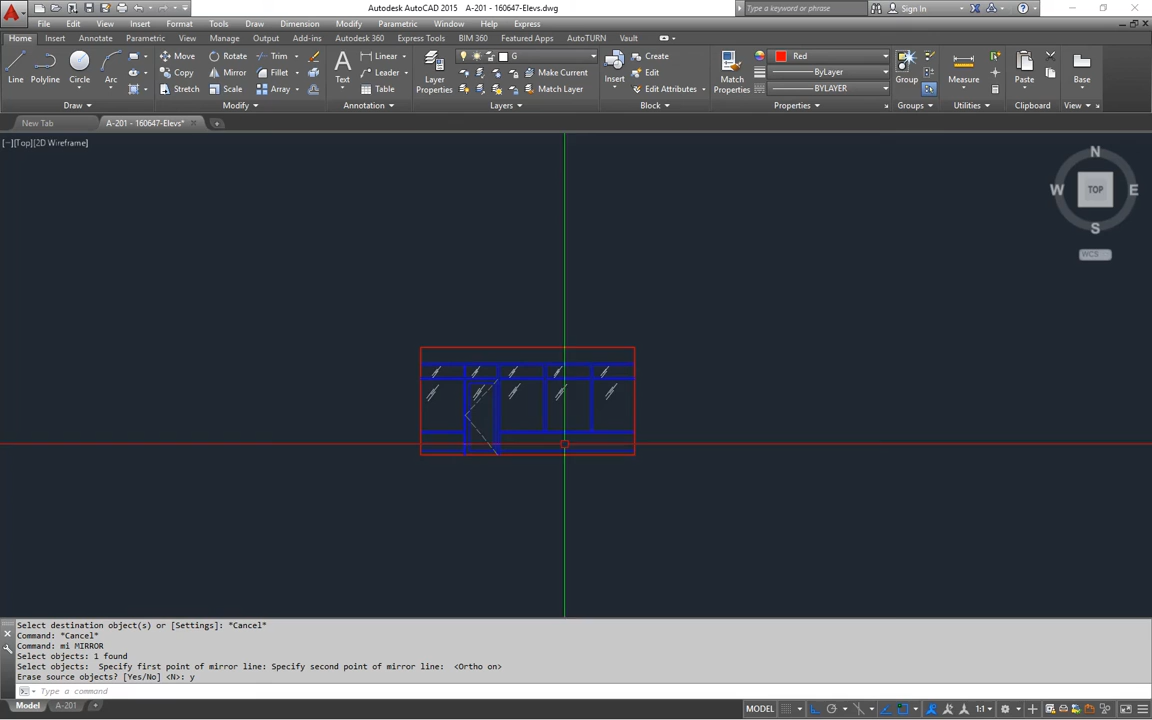 Autodesk AutoCAD 2015 A-201 - 160647-Elevs.dwg
Type a keyword or phrase
Sign In
File Edit View Insert Format Tools Draw Dimension Modify Parametric Window Help Express
Home Insert Annotate Parametric View Manage Output Add-ins Autodesk 360 Express Tools BIM 360 Featured Apps AutoTURN Vault
Line Polyline Circle Arc
Move Rotate Trim
Copy Mirror Fillet
Stretch Scale Array
Text
Linear
Leader
Table
Layer Properties
G
Make Current
Match Layer
Insert
Create
Edit
Edit Attributes
Match Properties
Red
ByLayer
BYLAYER
Group
Measure
Paste
Base
Draw Modify Annotation Layers Block Properties Groups Utilities Clipboard View
New Tab A-201 - 160647-Elevs*
[−][Top][2D Wireframe]
N
W TOP E
S
WCS
Select destination object(s) or [Settings]: *Cancel*
Command: *Cancel*
Command: mi MIRROR
Select objects: 1 found
Select objects: Specify first point of mirror line: Specify second point of mirror line: <Ortho on>
Erase source objects? [Yes/No] <N>: y
Type a command
Model A-201
MODEL 1:1